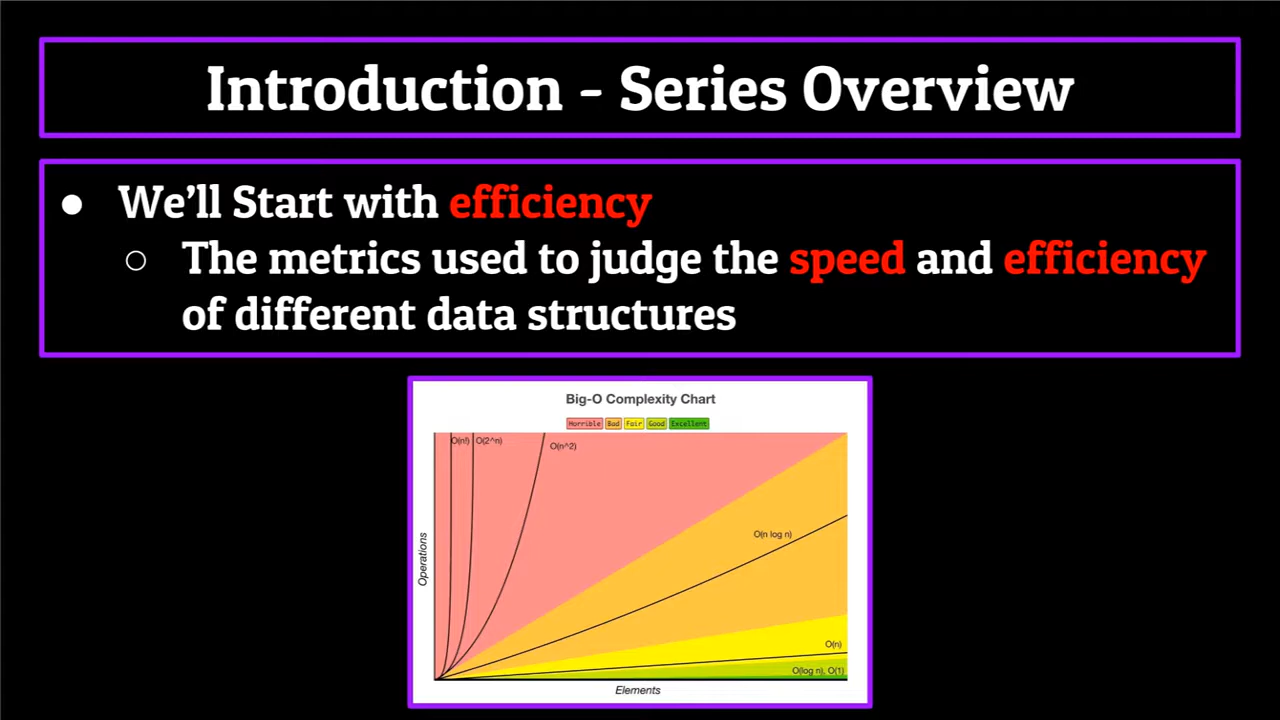 Introduction - Series Overview
● We’ll Start with efficiency
○ The metrics used to judge the speed and efficiency
of different data structures
Big-O Complexity Chart
Horrible Bad Fair Good Excellent
O(n!) O(2^n) O(n^2)
O(n log n)
O(n)
O(log n), O(1)
Operations
Elements